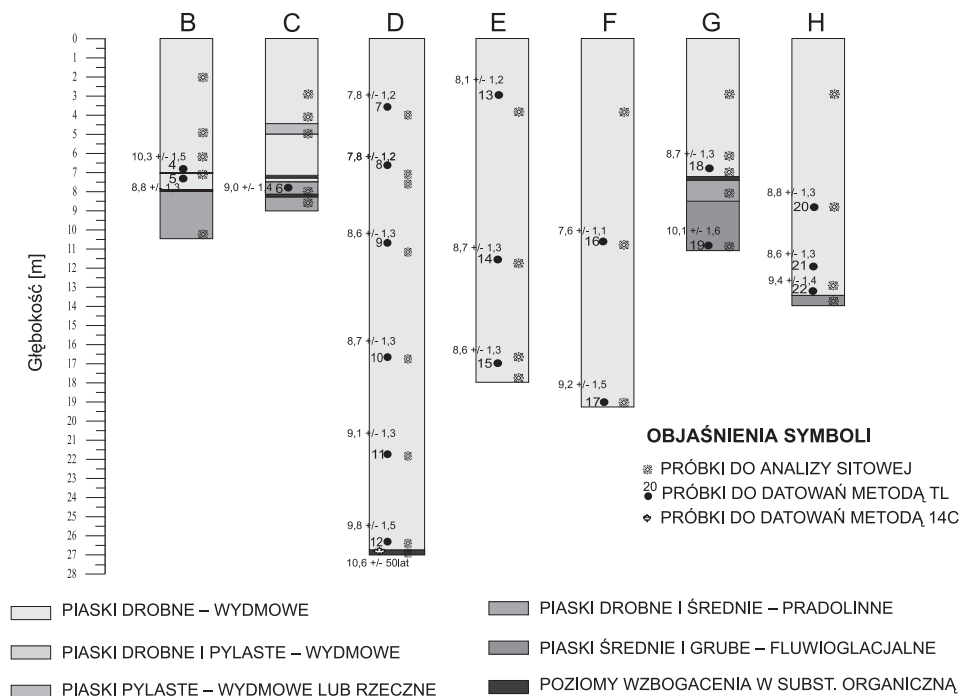 B C D E F G H
Głębokość [m]
0
1
2
3
4
5
6
7
8
9
10
11
12
13
14
15
16
17
18
19
20
21
22
23
24
25
26
27
28
10,3 +/- 1,5
4
5
8,8 +/- 1,3
9,0 +/- 1,4
6
7,8 +/- 1,2
7
7,8 +/- 1,2
8
8,6 +/- 1,3
9
8,7 +/- 1,3
10
9,1 +/- 1,3
11
9,8 +/- 1,5
12
10,6 +/- 50lat
8,1 +/- 1,2
13
8,7 +/- 1,3
14
8,6 +/- 1,3
15
7,6 +/- 1,1
16
9,2 +/- 1,5
17
8,7 +/- 1,3
18
10,1 +/- 1,6
19
8,8 +/- 1,3
20
8,6 +/- 1,3
21
9,4 +/- 1,4
22
OBJAŚNIENIA SYMBOLI
PRÓBKI DO ANALIZY SITOWEJ
20
PRÓBKI DO DATOWAŃ METODĄ TL
PRÓBKI DO DATOWAŃ METODĄ 14C
PIASKI DROBNE – WYDMOWE
PIASKI DROBNE I PYLASTE – WYDMOWE
PIASKI PYLASTE – WYDMOWE LUB RZECZNE
PIASKI DROBNE I ŚREDNIE – PRADOLINNE
PIASKI ŚREDNIE I GRUBE – FLUWIOGLACJALNE
POZIOMY WZBOGACENIA W SUBST. ORGANICZNĄ